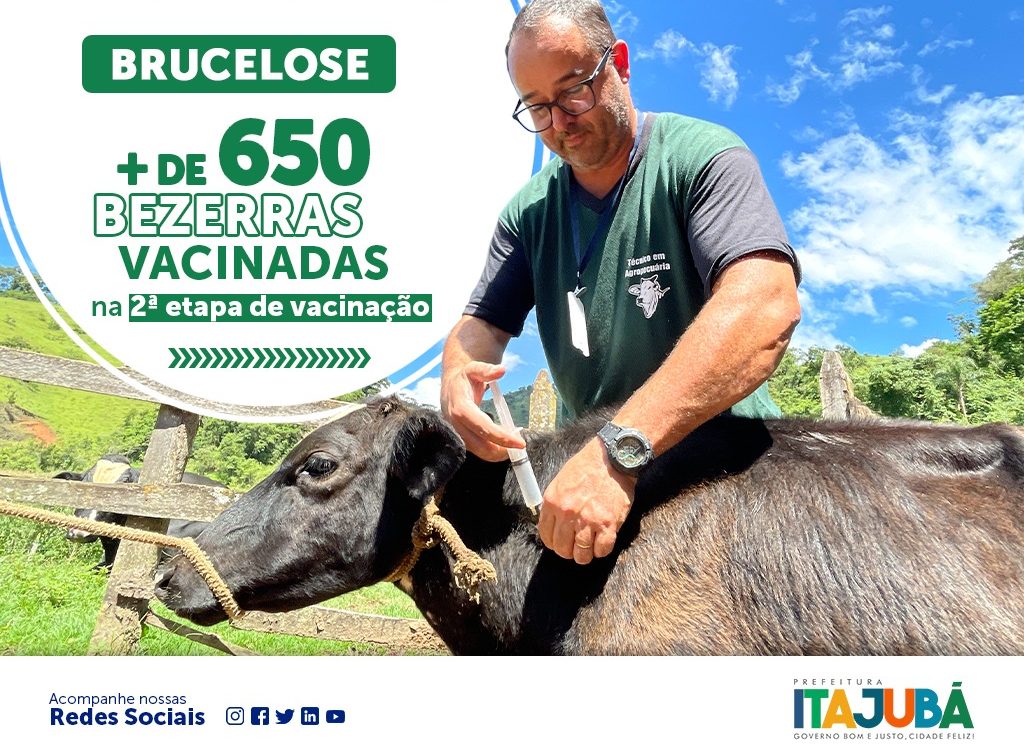 BRUCELOSE
+ DE 650
BEZERRAS
VACINADAS
na 2ª etapa de vacinação
Técnico em
Agropecuária
Acompanhe nossas
Redes Sociais
PREFEITURA
ITAJUBÁ
GOVERNO BOM E JUSTO, CIDADE FELIZ!